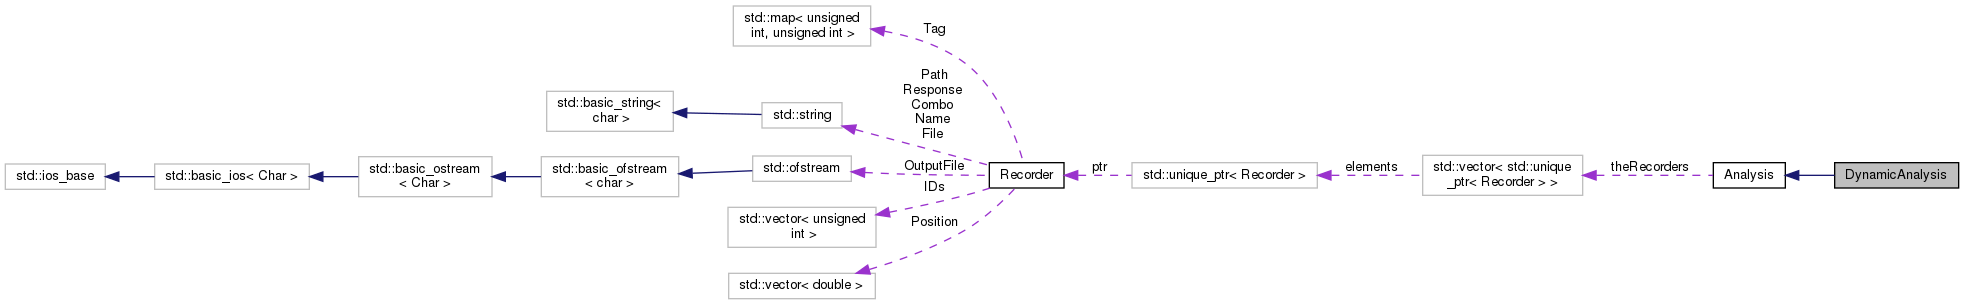 std::map< unsigned
int, unsigned int >
Tag
std::basic_string<
char >
std::string
Path
Response
Combo
Name
File
std::ios_base
std::basic_ios< Char >
std::basic_ostream
< Char >
std::basic_ofstream
< char >
std::ofstream
OutputFile
Recorder
ptr
std::unique_ptr< Recorder >
elements
std::vector< std::unique
_ptr< Recorder > >
theRecorders
Analysis
DynamicAnalysis
std::vector< unsigned
int >
IDs
Position
std::vector< double >